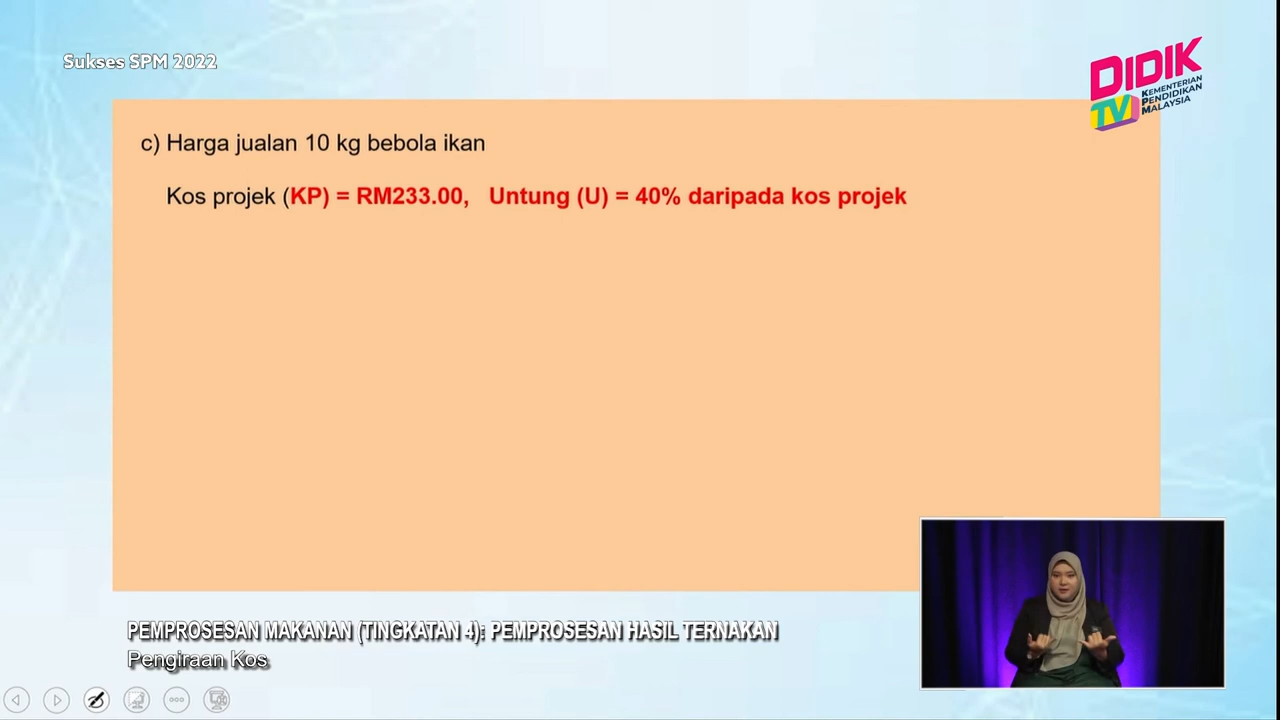 Sukses SPM 2022
DIDIK
TV
KEMENTERIAN
PENDIDIKAN
MALAYSIA
c) Harga jualan 10 kg bebola ikan
Kos projek (KP) = RM233.00, Untung (U) = 40% daripada kos projek
PEMPROSESAN MAKANAN (TINGKATAN 4): PEMPROSESAN HASIL TERNAKAN
Pengiraan Kos